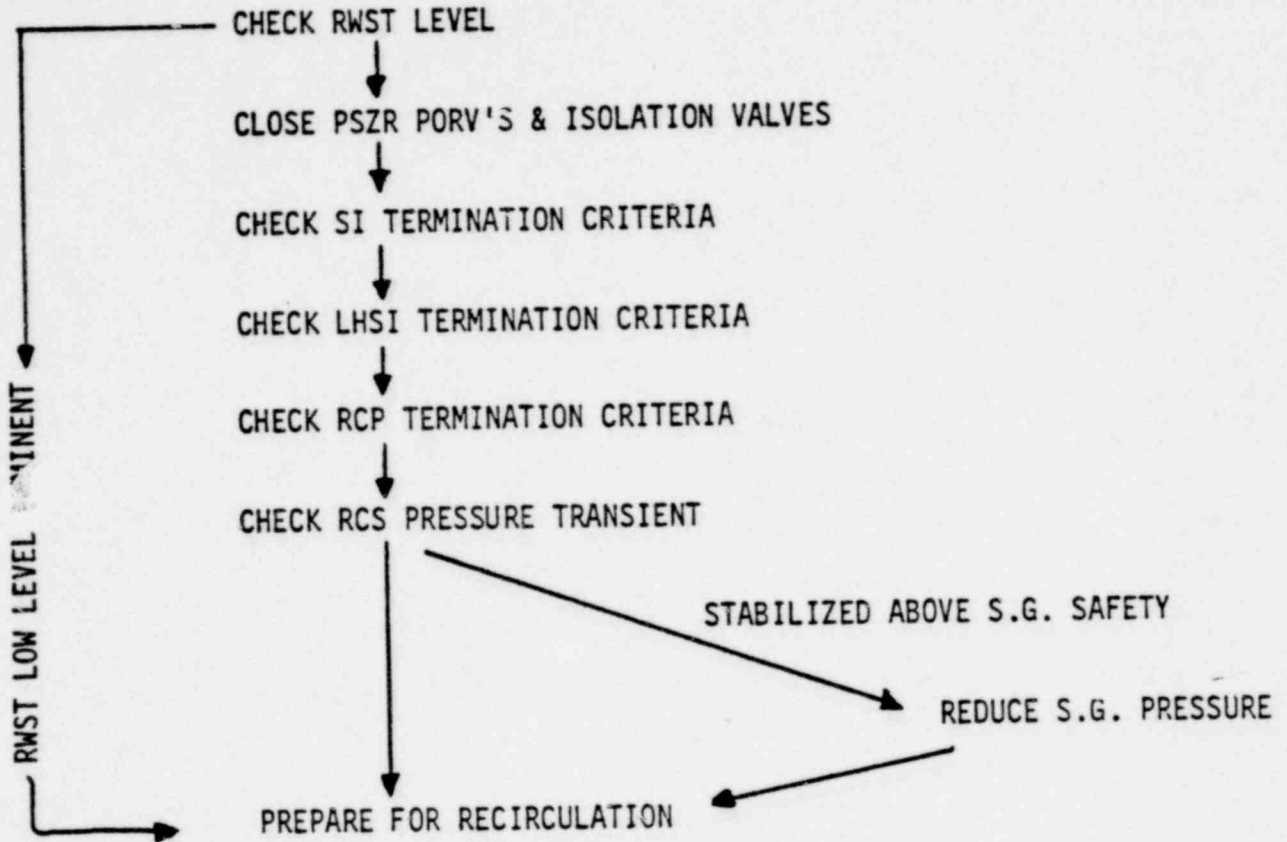 CHECK RWST LEVEL
CLOSE PSZR PORV'S & ISOLATION VALVES
CHECK SI TERMINATION CRITERIA
CHECK LHSI TERMINATION CRITERIA
CHECK RCP TERMINATION CRITERIA
CHECK RCS PRESSURE TRANSIENT
STABILIZED ABOVE S.G. SAFETY
REDUCE S.G. PRESSURE
PREPARE FOR RECIRCULATION
RWST LOW LEVEL